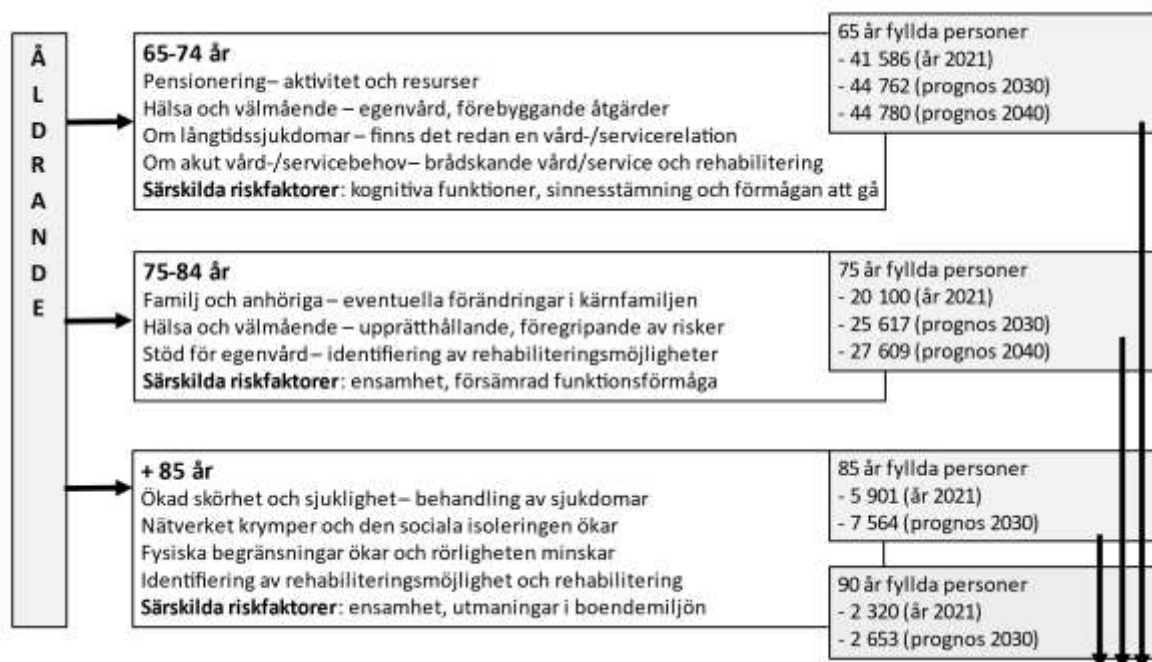 ÅLDRANDE
65-74 år
Pensionering– aktivitet och resurser
Hälsa och välmående – egenvård, förebyggande åtgärder
Om långtidssjukdomar – finns det redan en vård-/servicerelation
Om akut vård-/servicebehov– brådskande vård/service och rehabilitering
Särskilda riskfaktorer: kognitiva funktioner, sinnesstämning och förmågan att gå
65 år fyllda personer
- 41 586 (år 2021)
- 44 762 (prognos 2030)
- 44 780 (prognos 2040)
75-84 år
Familj och anhöriga – eventuella förändringar i kärnfamiljen
Hälsa och välmående – upprätthållande, föregripande av risker
Stöd för egenvård– identifiering av rehabiliteringsmöjligheter
Särskilda riskfaktorer: ensamhet, försämrad funktionsförmåga
75 år fyllda personer
- 20 100 (år 2021)
- 25 617 (prognos 2030)
- 27 609 (prognos 2040)
+ 85 år
Ökad skörhet och sjuklighet– behandling av sjukdomar
Nätverket krymper och den sociala isoleringen ökar
Fysiska begränsningar ökar och rörligheten minskar
Identifiering av rehabiliteringsmöjlighet och rehabilitering
Särskilda riskfaktorer: ensamhet, utmaningar i boendemiljön
85 år fyllda personer
- 5 901 (år 2021)
- 7 564 (prognos 2030)
90 år fyllda personer
- 2 320 (år 2021)
- 2 653 (prognos 2030)